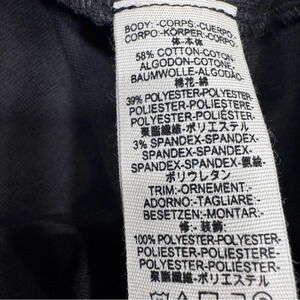 BODY:-CORPS:-CUERPO:-
CORPO:-KÖRPER:-CORPO:-
体:-本体
58% COTTON-COTON-
ALGODON-COTONE-
BAUMWOLLE-ALGODÃO-
棉花-綿
39% POLYESTER-POLYESTER-
POLIESTER-POLIESTERE-
POLYESTER-POLIÉSTER-
聚酯纖維-ポリエステル
3% SPANDEX-SPANDEX-
SPANDEX-SPANDEX-
SPANDEX-SPANDEX-
ポリウレタン
TRIM:-ORNEMENT:-
ADORNO:-TAGLIARE:-
BESETZEN:-MONTAR:-
修:-装飾:
100% POLYESTER-POLYESTER-
POLIESTER-POLIESTERE-
POLYESTER-POLIÉSTER-
聚酯纖維-ポリエステル